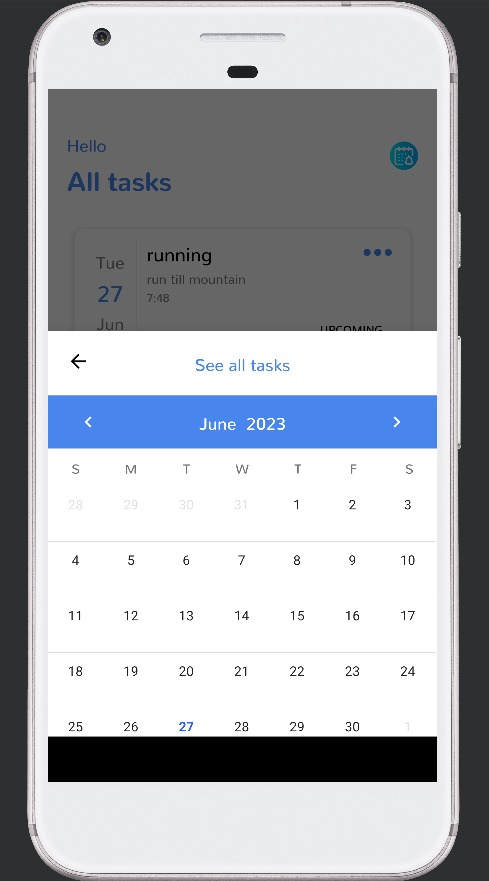 Hello
All tasks
Tue
27
Jun
running
run till mountain
7:48
UPCOMING
See all tasks
June 2023
S M T W T F S
28 29 30 31 1 2 3
4 5 6 7 8 9 10
11 12 13 14 15 16 17
18 19 20 21 22 23 24
25 26 27 28 29 30 1